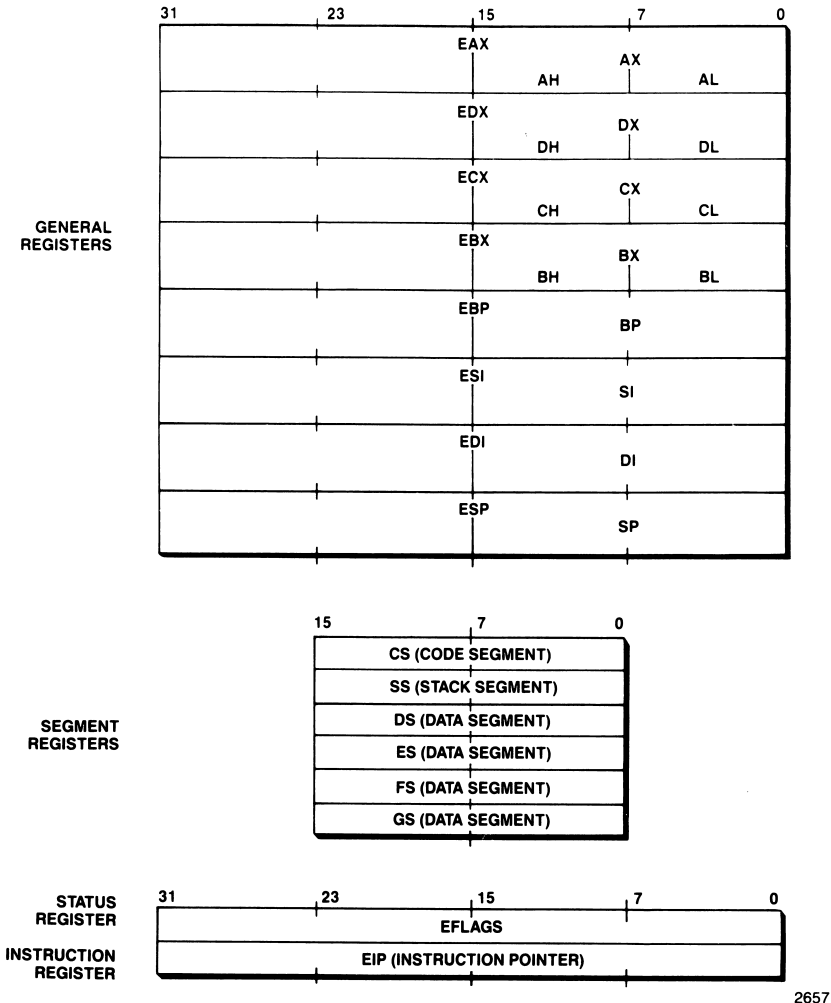 31 23 15 7 0
EAX
AX
AH AL
EDX
DX
DH DL
ECX
CX
CH CL
GENERAL
REGISTERS
EBX
BX
BH BL
EBP
BP
ESI
SI
EDI
DI
ESP
SP
15 7 0
CS (CODE SEGMENT)
SS (STACK SEGMENT)
SEGMENT
REGISTERS
DS (DATA SEGMENT)
ES (DATA SEGMENT)
FS (DATA SEGMENT)
GS (DATA SEGMENT)
31 23 15 7 0
STATUS
REGISTER
EFLAGS
INSTRUCTION
REGISTER
EIP (INSTRUCTION POINTER)
2657